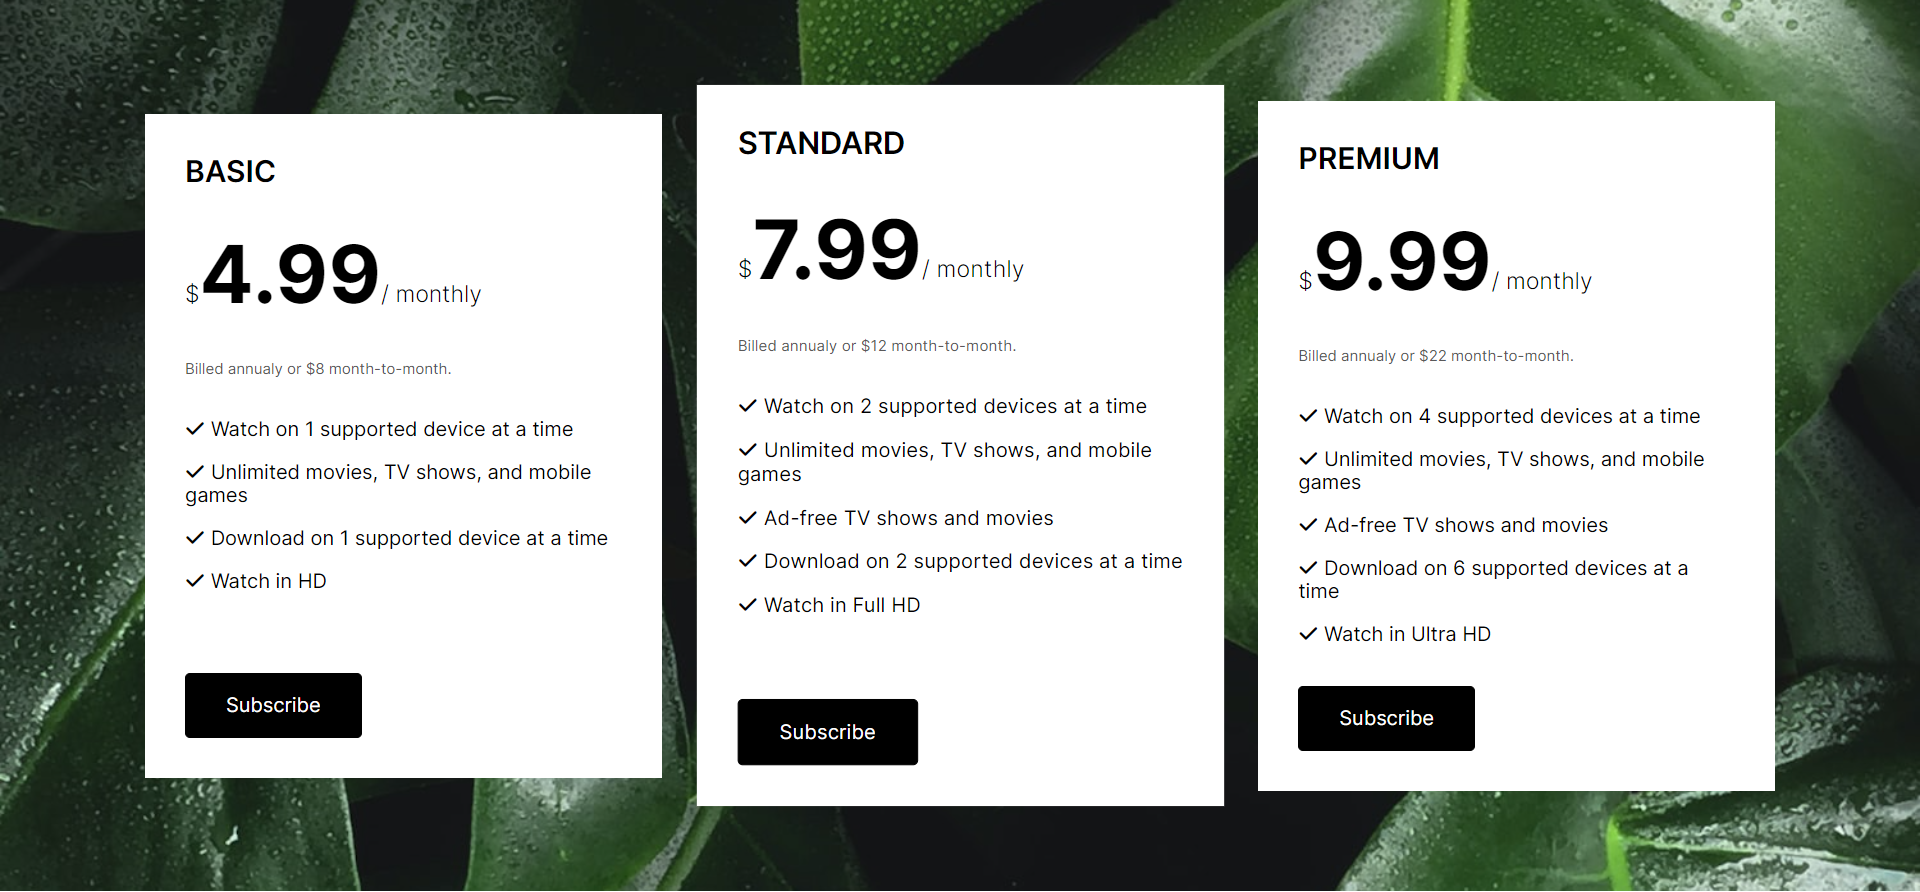 BASIC
$4.99/ monthly
Billed annualy or $8 month-to-month.
Watch on 1 supported device at a time
Unlimited movies, TV shows, and mobile
games
Download on 1 supported device at a time
Watch in HD
Subscribe
STANDARD
$7.99/ monthly
Billed annualy or $12 month-to-month.
Watch on 2 supported devices at a time
Unlimited movies, TV shows, and mobile
games
Ad-free TV shows and movies
Download on 2 supported devices at a time
Watch in Full HD
Subscribe
PREMIUM
$9.99/ monthly
Billed annualy or $22 month-to-month.
Watch on 4 supported devices at a time
Unlimited movies, TV shows, and mobile
games
Ad-free TV shows and movies
Download on 6 supported devices at a
time
Watch in Ultra HD
Subscribe